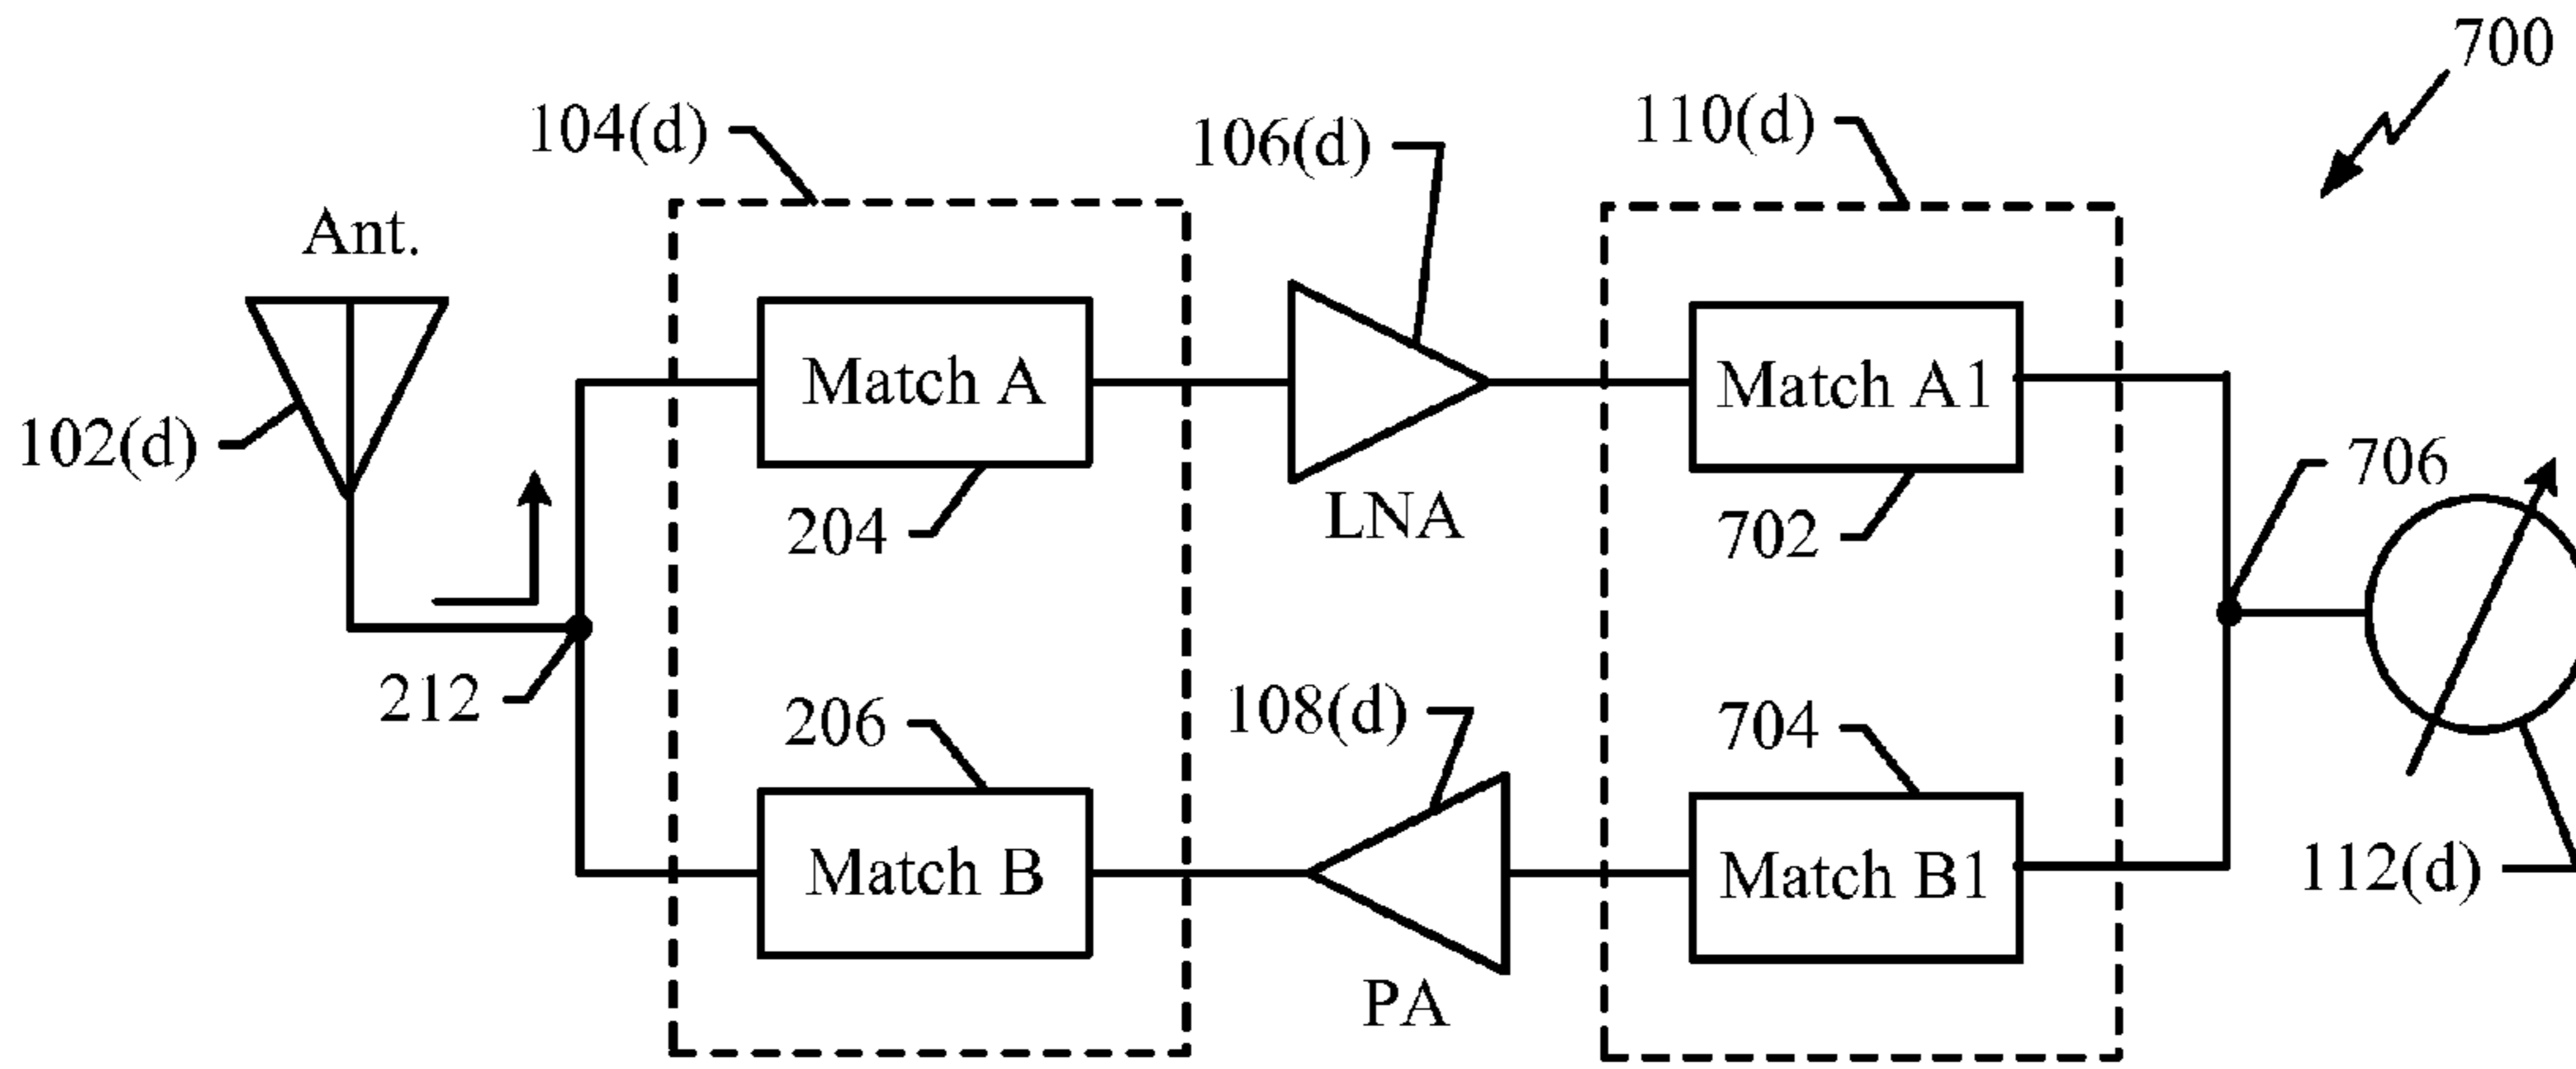 700
104(d)
106(d)
110(d)
Ant.
102(d)
Match A
Match A1
204
LNA
702
706
212
206
108(d)
704
Match B
Match B1
112(d)
PA